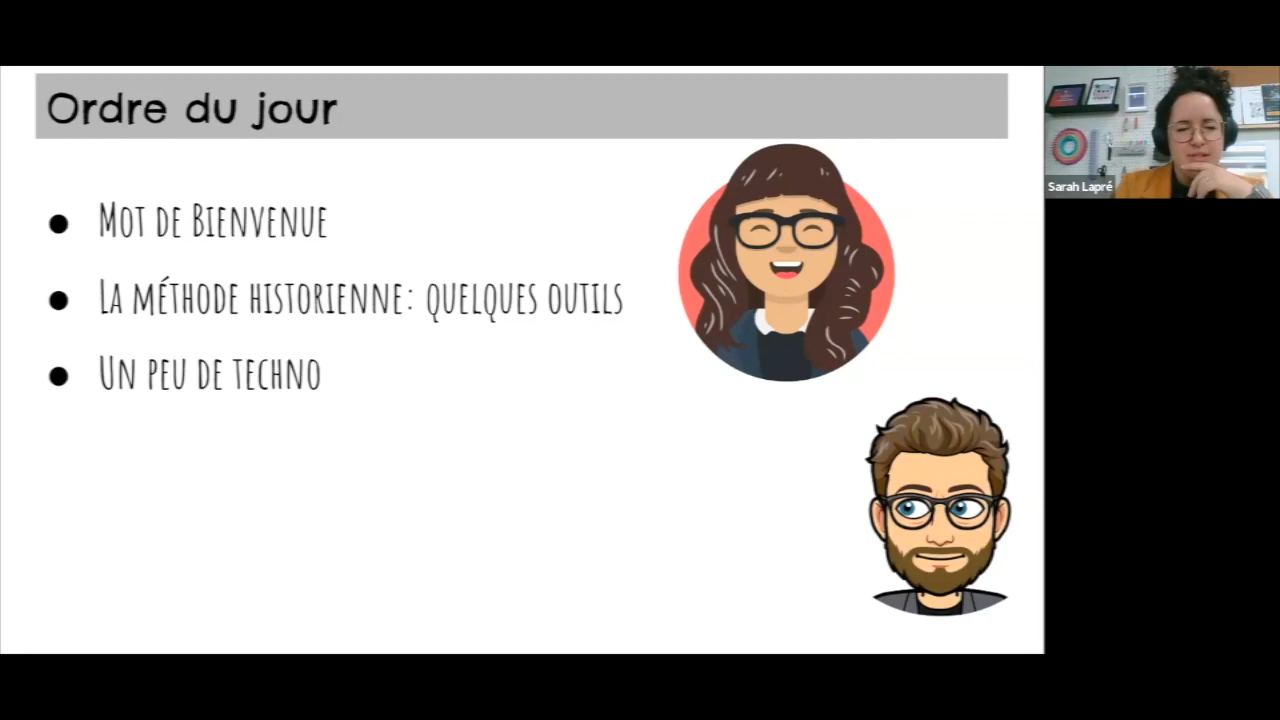 Ordre du jour
Mot de Bienvenue
La méthode historienne: quelques outils
Un peu de techno
Sarah Lapré